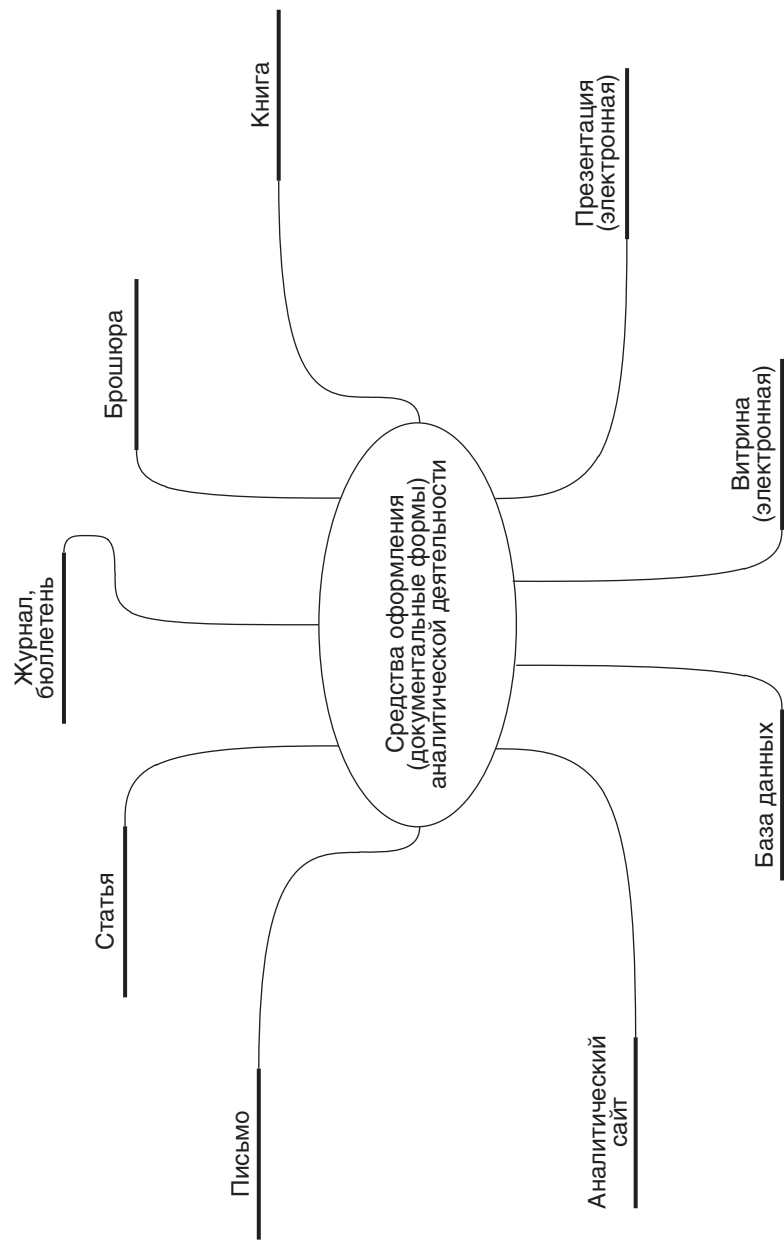 Письмо
Статья
Журнал,
бюллетень
Брошюра
Книга
Средства оформления
(документальные формы)
аналитической деятельности
Аналитический
сайт
База данных
Витрина
(электронная)
Презентация
(электронная)